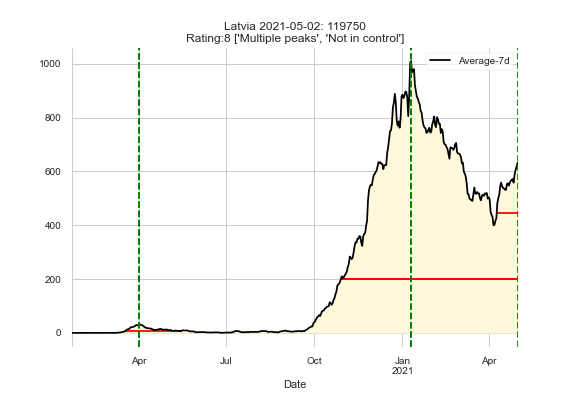 Latvia 2021-05-02: 119750
Rating:8 ['Multiple peaks', 'Not in control']
Average-7d
1000
800
600
400
200
0
Apr
Jul
Oct
Jan
2021
Apr
Date